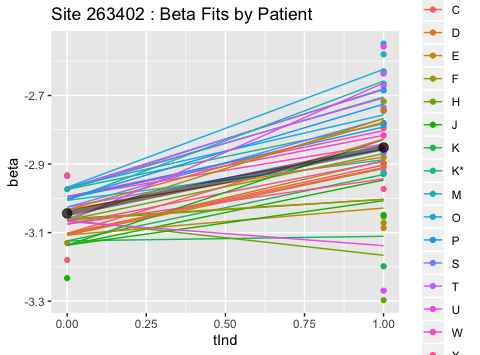 Site 263402 : Beta Fits by Patient
beta
-2.7
-2.9
-3.1
-3.3
0.00 0.25 0.50 0.75 1.00
tInd
C
D
E
F
H
J
K
K*
M
O
P
S
T
U
W